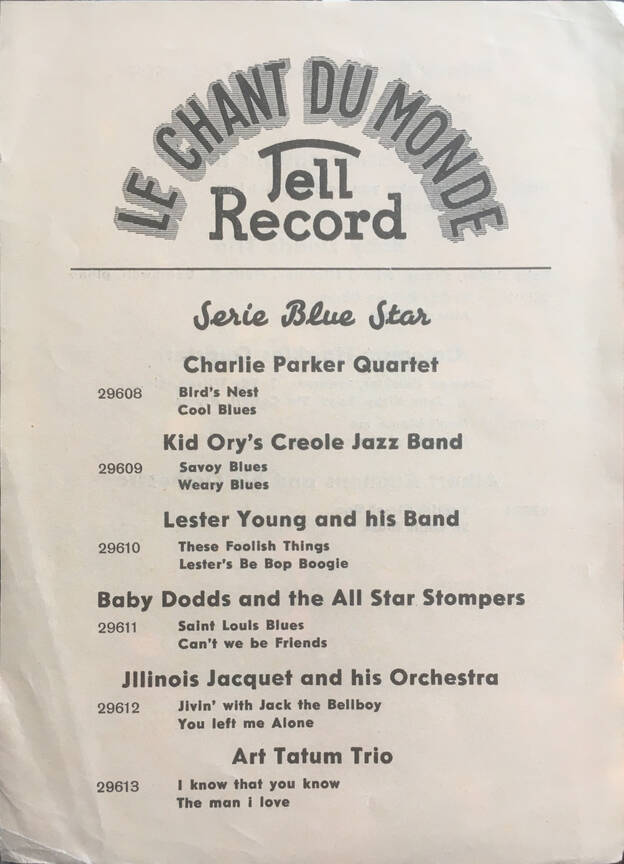 LE CHANT DU MONDE
Tell
Record
Serie Blue Star
Charlie Parker Quartet
29608 Bird's Nest
Cool Blues
Kid Ory's Creole Jazz Band
29609 Savoy Blues
Weary Blues
Lester Young and his Band
29610 These Foolish Things
Lester's Be Bop Boogie
Baby Dodds and the All Star Stompers
29611 Saint Louis Blues
Can't we be Friends
Jllinois Jacquet and his Orchestra
29612 Jivin' with Jack the Bellboy
You left me Alone
Art Tatum Trio
29613 I know that you know
The man i love